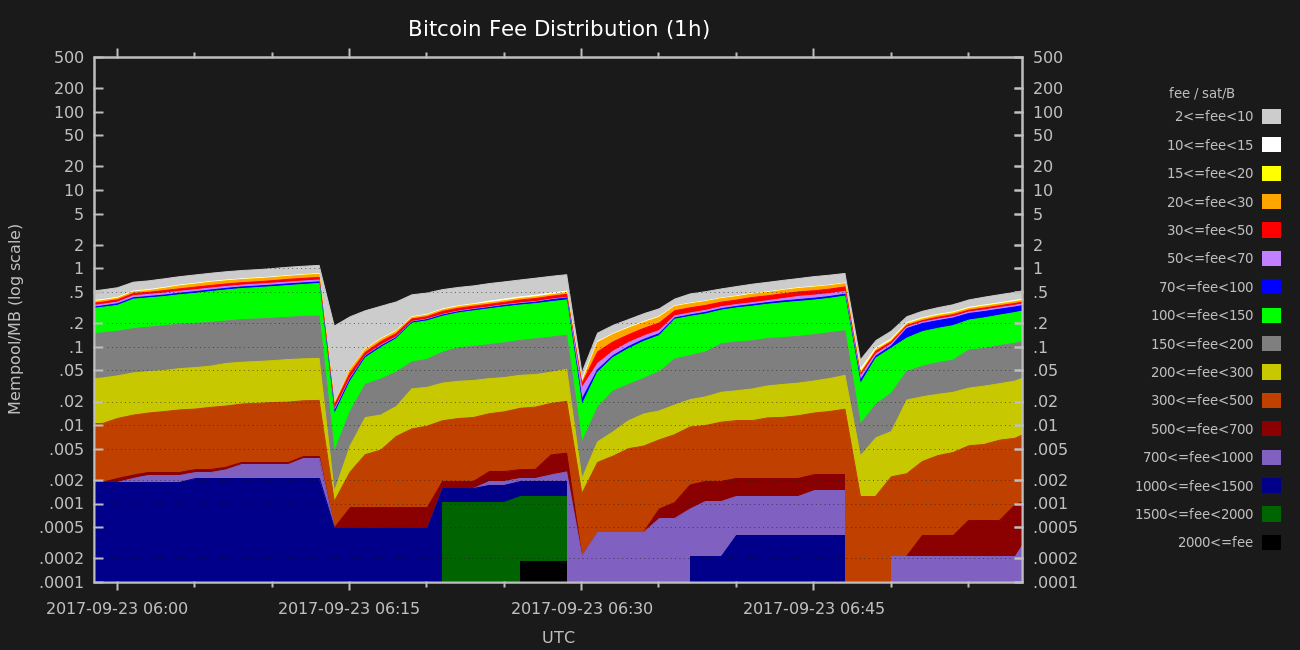 Bitcoin Fee Distribution (1h)
500
200
100
50
20
10
5
2
1
.5
.2
.1
.05
.02
.01
.005
.002
.001
.0005
.0002
.0001
Mempool/MB (log scale)
500
200
100
50
20
10
5
2
1
.5
.2
.1
.05
.02
.01
.005
.002
.001
.0005
.0002
.0001
2017-09-23 06:00
2017-09-23 06:15
2017-09-23 06:30
2017-09-23 06:45
UTC
fee / sat/B
2<=fee<10
10<=fee<15
15<=fee<20
20<=fee<30
30<=fee<50
50<=fee<70
70<=fee<100
100<=fee<150
150<=fee<200
200<=fee<300
300<=fee<500
500<=fee<700
700<=fee<1000
1000<=fee<1500
1500<=fee<2000
2000<=fee